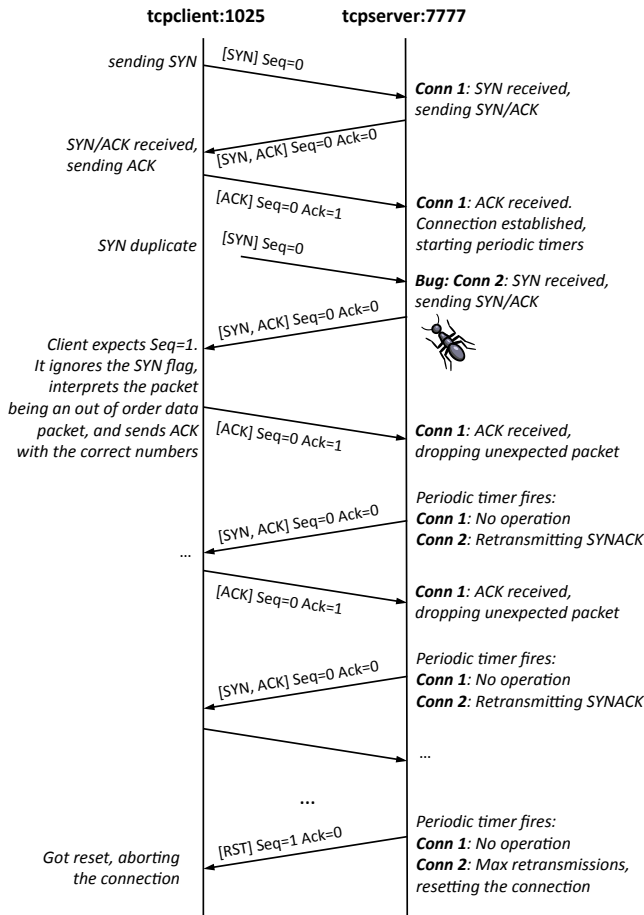 tcpclient:1025
tcpserver:7777
sending SYN
[SYN] Seq=0
Conn 1: SYN received,
sending SYN/ACK
[SYN, ACK] Seq=0 Ack=0
SYN/ACK received,
sending ACK
[ACK] Seq=0 Ack=1
Conn 1: ACK received.
Connection established,
starting periodic timers
SYN duplicate
[SYN] Seq=0
Bug: Conn 2: SYN received,
sending SYN/ACK
[SYN, ACK] Seq=0 Ack=0
Client expects Seq=1.
It ignores the SYN flag,
interprets the packet
being an out of order data
packet, and sends ACK
with the correct numbers
[ACK] Seq=0 Ack=1
Conn 1: ACK received,
dropping unexpected packet
Periodic timer fires:
Conn 1: No operation
Conn 2: Retransmitting SYNACK
[SYN, ACK] Seq=0 Ack=0
...
[ACK] Seq=0 Ack=1
Conn 1: ACK received,
dropping unexpected packet
Periodic timer fires:
Conn 1: No operation
Conn 2: Retransmitting SYNACK
[SYN, ACK] Seq=0 Ack=0
...
...
Periodic timer fires:
Conn 1: No operation
Conn 2: Max retransmissions,
resetting the connection
[RST] Seq=1 Ack=0
Got reset, aborting
the connection